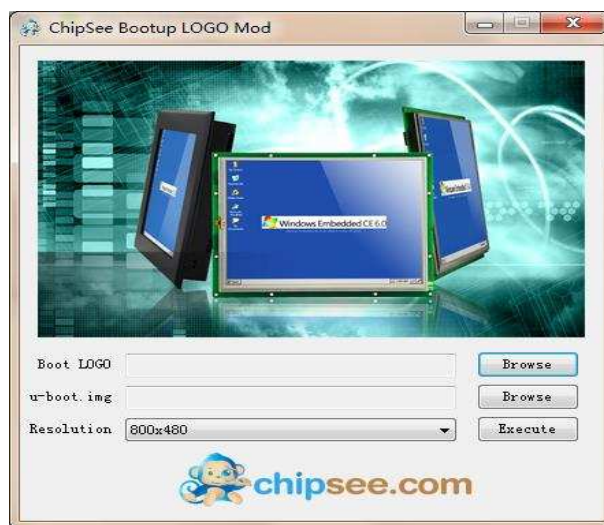 ChipSee Bootup LOGO Mod
Windows Embedded CE 6.0
Boot LOGO
Browse
u-boot.img
Browse
Resolution
800x480
Execute
chipsee.com